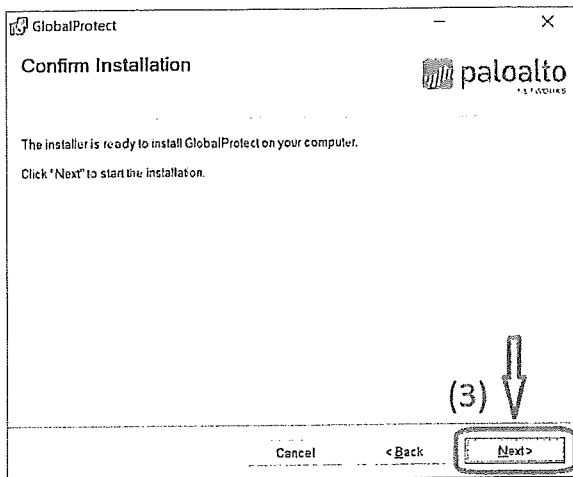 GlobalProtect
Confirm Installation
paloalto
NETWORKS
The installer is ready to install GlobalProtect on your computer.
Click "Next" to start the installation.
(3)
Cancel
< Back
Next >